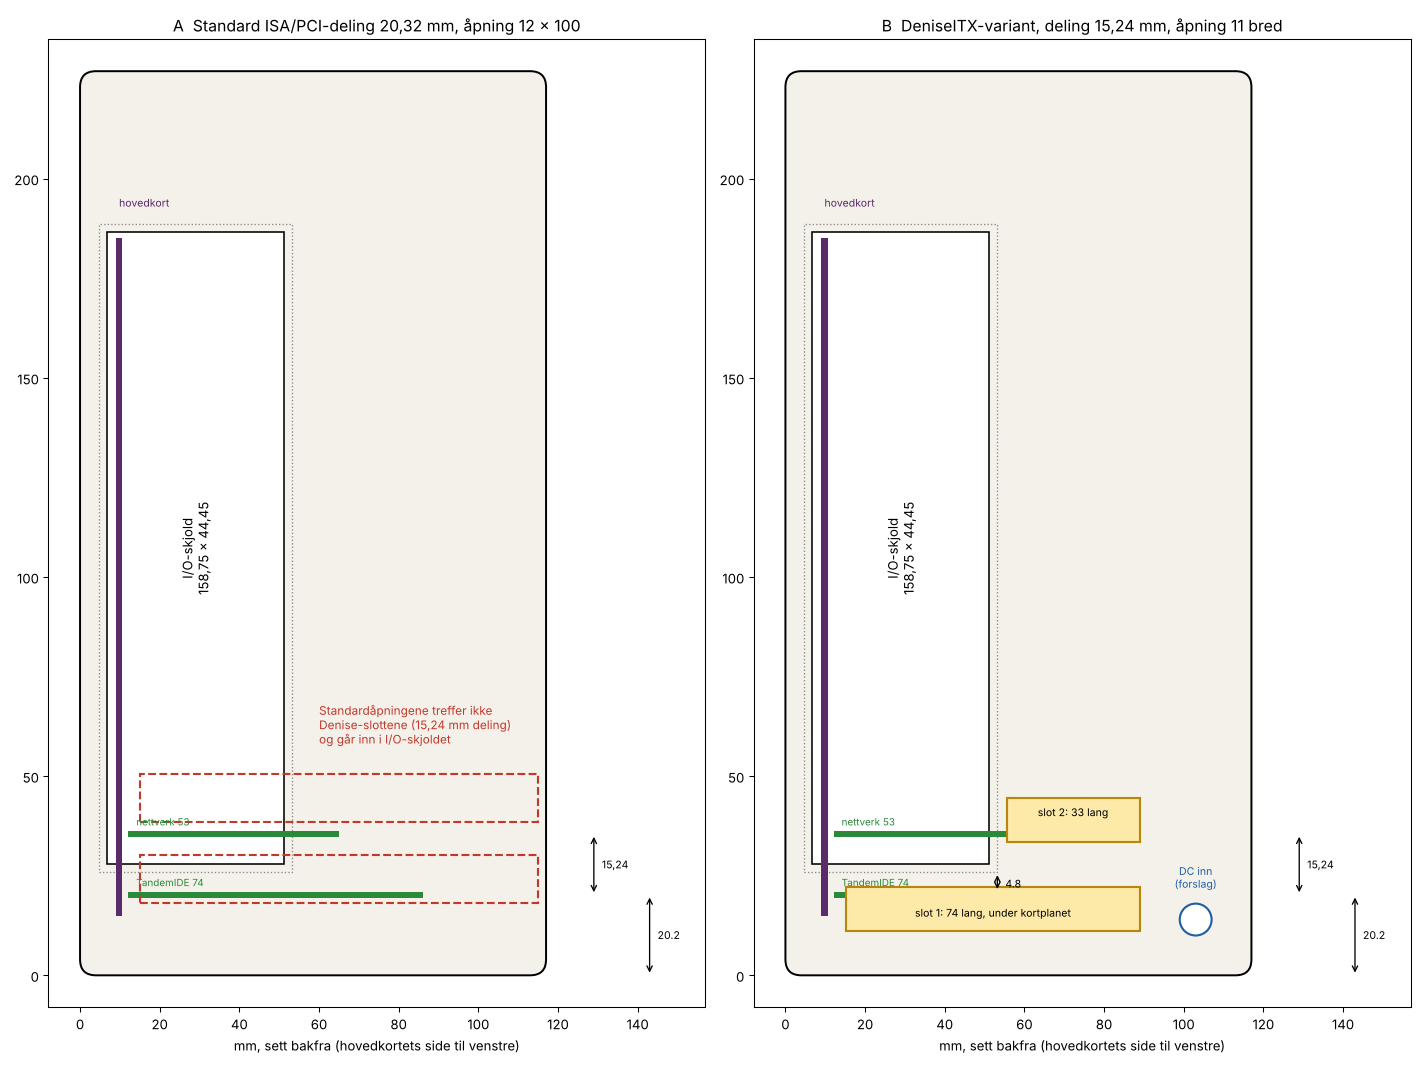 A  Standard ISA/PCI-deling 20,32 mm, åpning 12 × 100
200
150
100
50
0
hovedkort
I/O-skjold
158,75 × 44,45
Standardåpningene treffer ikke
Denise-slottene (15,24 mm deling)
og går inn i I/O-skjoldet
nettverk 53
TandemIDE 74
15,24
20.2
0
20
40
60
80
100
120
140
mm, sett bakfra (hovedkortets side til venstre)
B  DeniseITX-variant, deling 15,24 mm, åpning 11 bred
200
150
100
50
0
hovedkort
I/O-skjold
158,75 × 44,45
slot 2: 33 lang
nettverk 53
TandemIDE 74
4.8
DC inn
(forslag)
slot 1: 74 lang, under kortplanet
15,24
20.2
0
20
40
60
80
100
120
140
mm, sett bakfra (hovedkortets side til venstre)